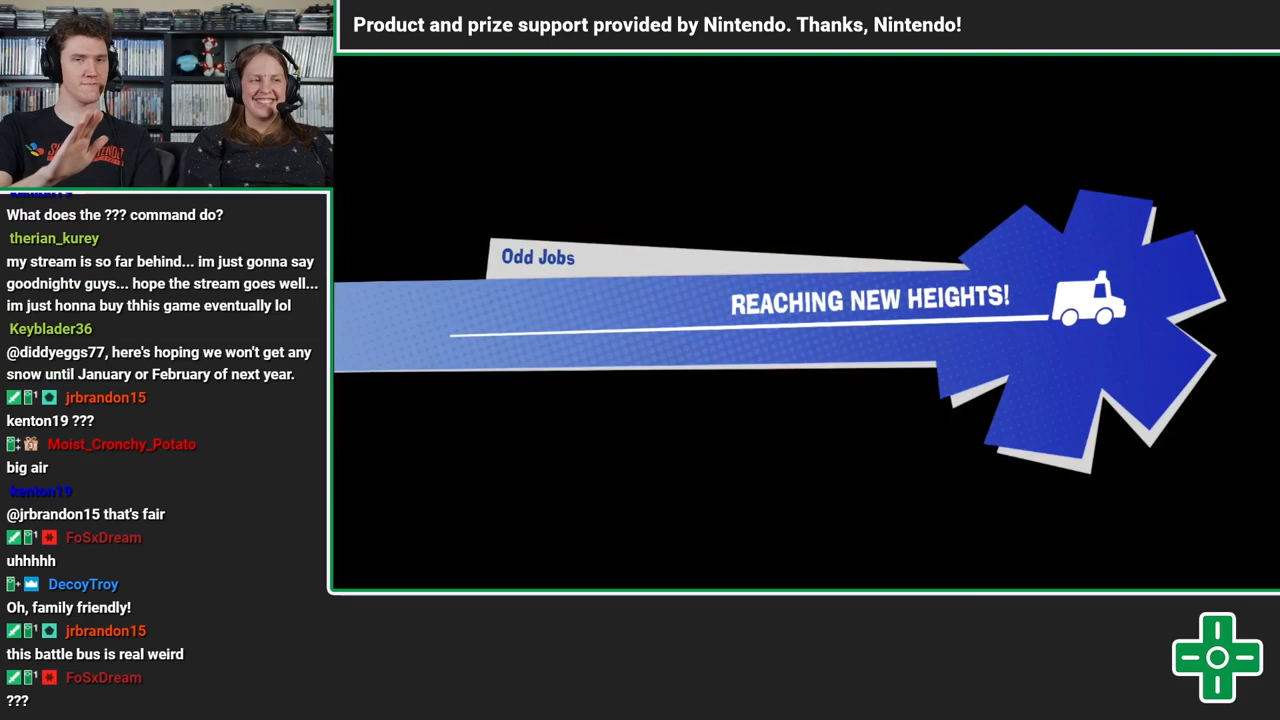 Product and prize support provided by Nintendo. Thanks, Nintendo!
What does the ??? command do?
therian_kurey
my stream is so far behind... im just gonna say
goodnightv guys... hope the stream goes well...
im just honna buy thhis game eventually lol
Keyblader36
@diddyeggs77, here's hoping we won't get any
snow until January or February of next year.
jrbrandon15
kenton19 ???
Moist_Cronchy_Potato
big air
kenton19
@jrbrandon15 that's fair
FoSxDream
uhhhhh
DecoyTroy
Oh, family friendly!
jrbrandon15
this battle bus is real weird
FoSxDream
???
Odd Jobs
REACHING NEW HEIGHTS!